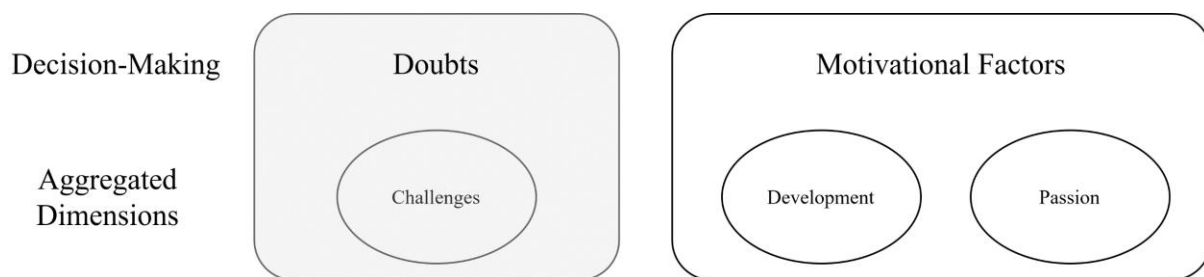 Decision-Making
Doubts
Motivational Factors
Aggregated
Dimensions
Challenges
Development
Passion